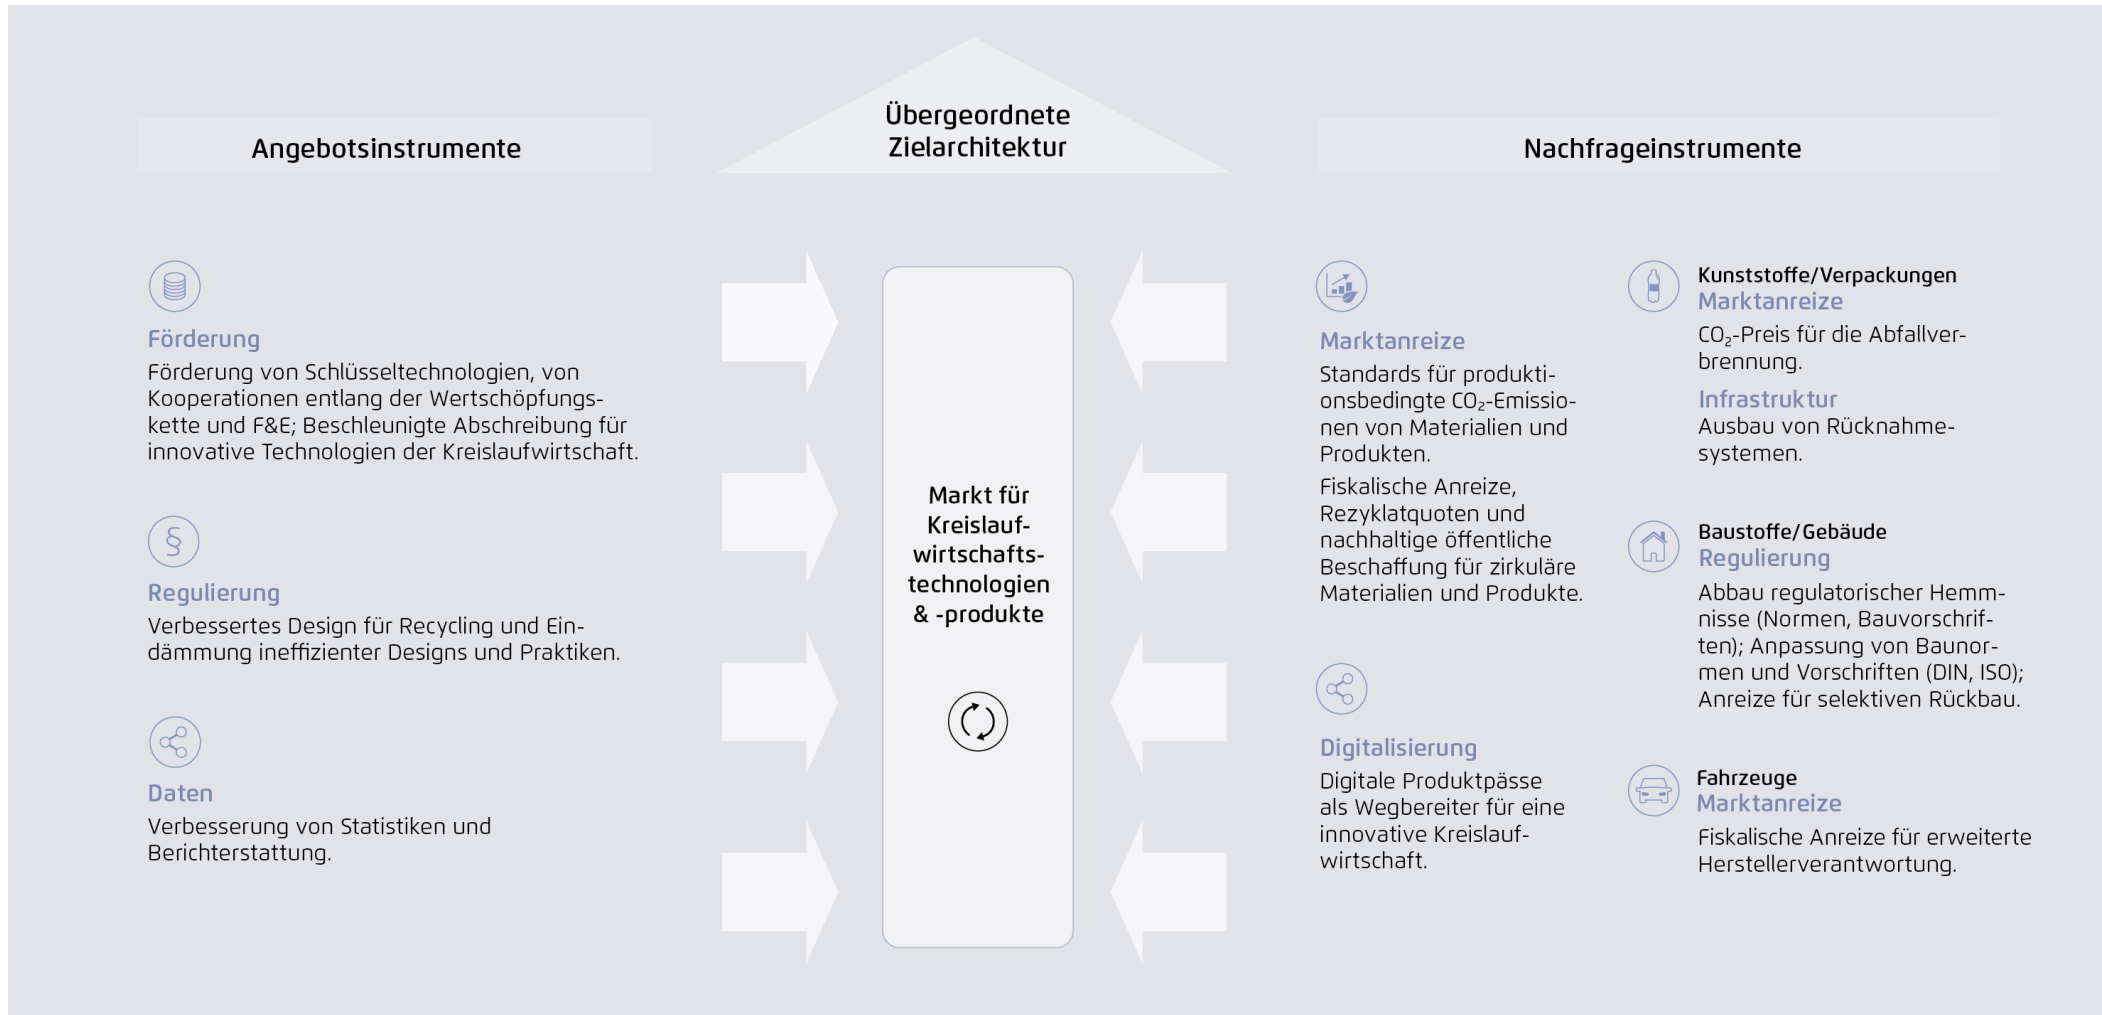 Angebotsinstrumente
Förderung
Förderung von Schlüsseltechnologien, von
Kooperationen entlang der Wertschöpfungs-
kette und F&E; Beschleunigte Abschreibung für
innovative Technologien der Kreislaufwirtschaft.
§
Regulierung
Verbessertes Design für Recycling und Ein-
dämmung ineffizienter Designs und Praktiken.
Daten
Verbesserung von Statistiken und
Berichterstattung.
Übergeordnete
Zielarchitektur
Markt für
Kreislauf-
wirtschafts-
technologien
& -produkte
Nachfrageinstrumente
Marktanreize
Standards für produkti-
onsbedingte CO₂-Emissio-
nen von Materialien und
Produkten.
Fiskalische Anreize,
Rezyklatquoten und
nachhaltige öffentliche
Beschaffung für zirkuläre
Materialien und Produkte.
Digitalisierung
Digitale Produktpässe
als Wegbereiter für eine
innovative Kreislauf-
wirtschaft.
Kunststoffe/Verpackungen
Marktanreize
CO₂-Preis für die Abfallver-
brennung.
Infrastruktur
Ausbau von Rücknahme-
systemen.
Baustoffe/Gebäude
Regulierung
Abbau regulatorischer Hemm-
nisse (Normen, Bauvorschrif-
ten); Anpassung von Baunor-
men und Vorschriften (DIN, ISO);
Anreize für selektiven Rückbau.
Fahrzeuge
Marktanreize
Fiskalische Anreize für erweiterte
Herstellerverantwortung.